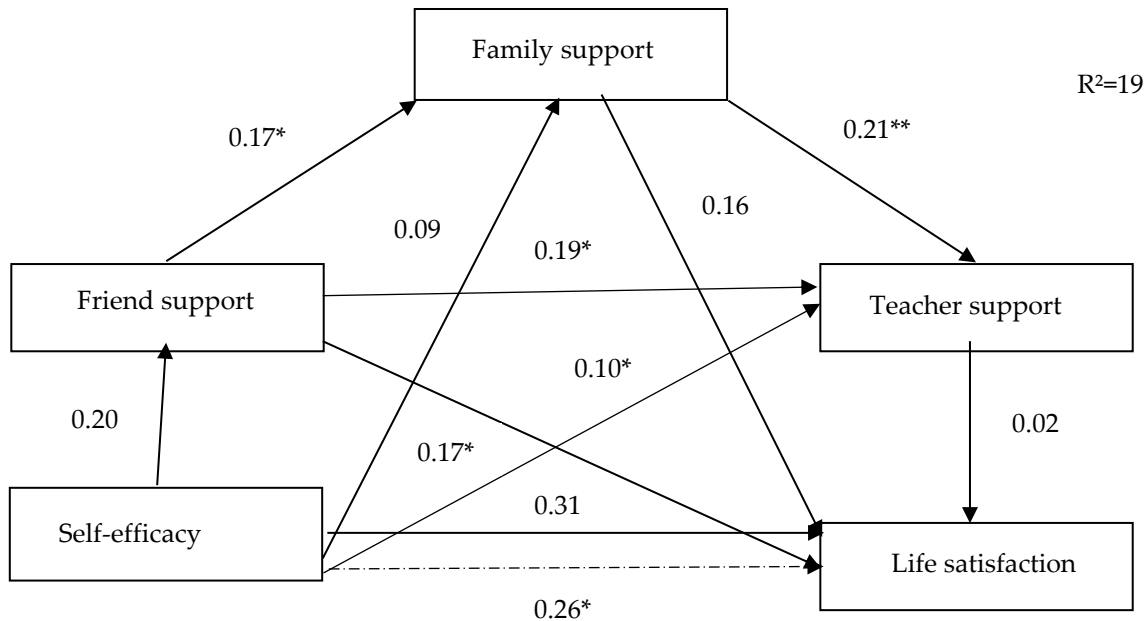 Family support
R²=19
0.17*
0.21**
0.09
0.16
0.19*
Friend support
Teacher support
0.10*
0.20
0.02
0.17*
0.31
Self-efficacy
Life satisfaction
0.26*